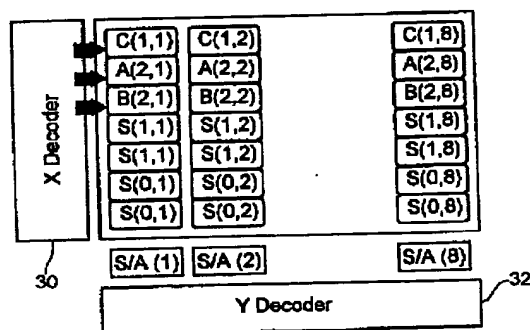 X Decoder
C(1,1) C(1,2) C(1,8)
A(2,1) A(2,2) A(2,8)
B(2,1) B(2,2) B(2,8)
S(1,1) S(1,2) S(1,8)
S(1,1) S(1,2) S(1,8)
S(0,1) S(0,2) S(0,8)
S(0,1) S(0,2) S(0,8)
S/A (1) S/A (2) S/A (8)
30
32
Y Decoder